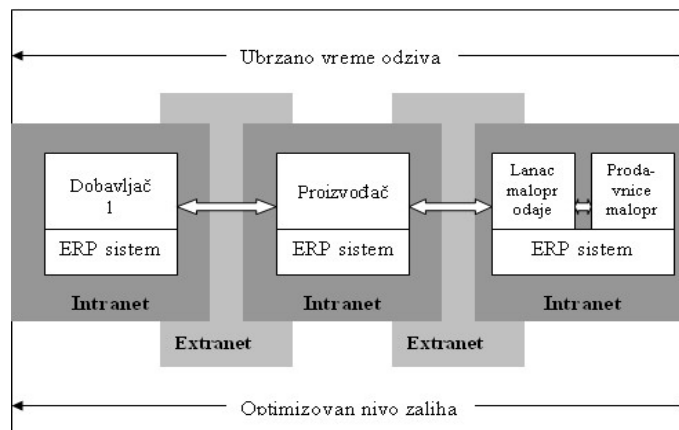 Ubrzano vreme odziva
Dobavljač
1
ERP sistem
Intranet
Proizvođač
ERP sistem
Intranet
Lanac
malopr
odaje
Proda-
vnice
malopr
ERP sistem
Intranet
Extranet
Extranet
Optimizovan nivo zaliha